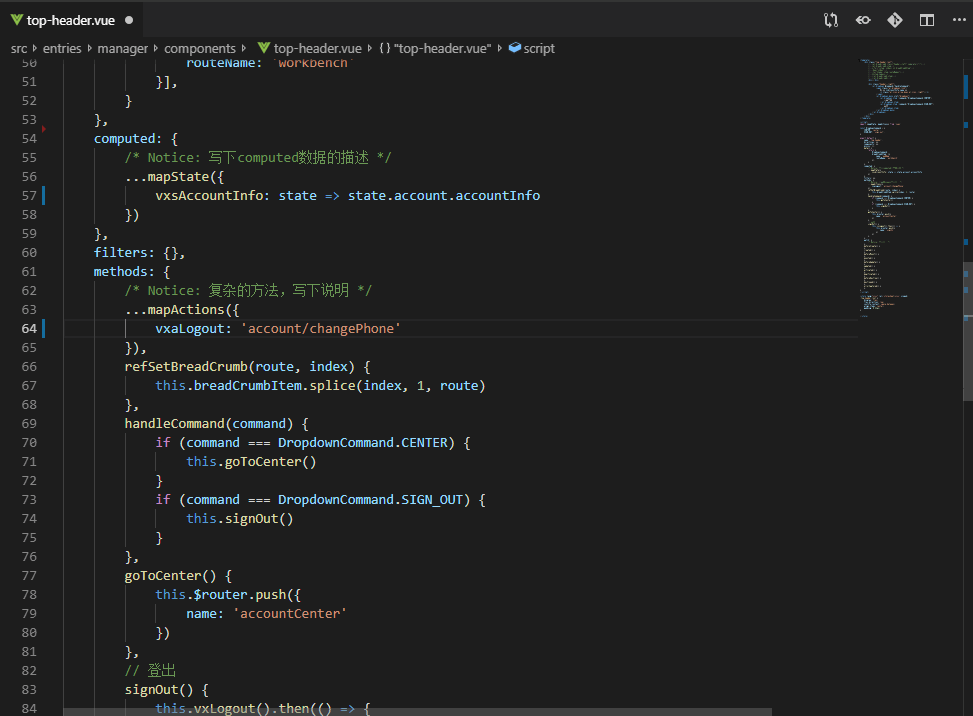 top-header.vue
src entries manager components top-header.vue {} "top-header.vue" script
50 routeName: 'workbench'
51 }],
52 }
53 },
54 computed: {
55 /* Notice: 写下computed数据的描述 */
56 ...mapState({
57 vxsAccountInfo: state => state.account.accountInfo
58 })
59 },
60 filters: {},
61 methods: {
62 /* Notice: 复杂的方法，写下说明 */
63 ...mapActions({
64 vxaLogout: 'account/changePhone'
65 }),
66 refSetBreadCrumb(route, index) {
67 this.breadCrumbItem.splice(index, 1, route)
68 },
69 handleCommand(command) {
70 if (command === DropdownCommand.CENTER) {
71 this.goToCenter()
72 }
73 if (command === DropdownCommand.SIGN_OUT) {
74 this.signOut()
75 }
76 },
77 goToCenter() {
78 this.$router.push({
79 name: 'accountCenter'
80 })
81 },
82 // 登出
83 signOut() {
84 this.vxLogout().then(() => {